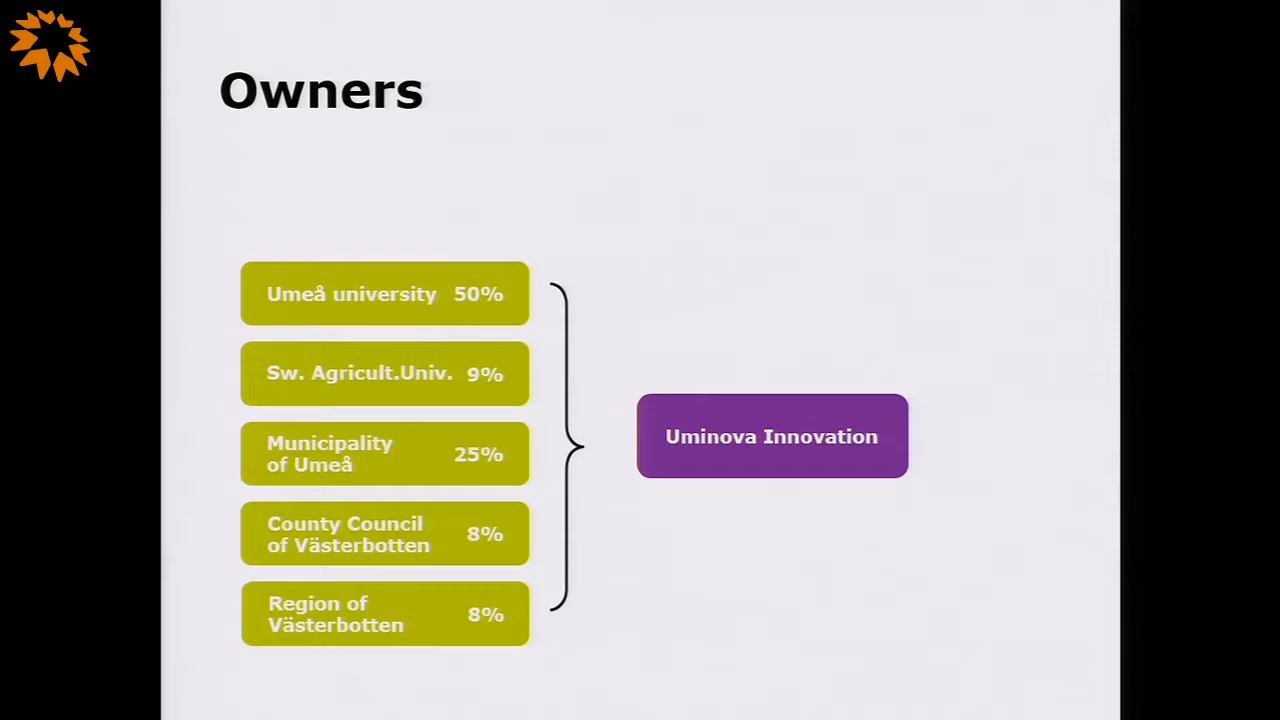 Owners
Umeå university 50%
Sw. Agricult.Univ. 9%
Municipality
of Umeå 25%
County Council
of Västerbotten 8%
Region of
Västerbotten 8%
Uminova Innovation